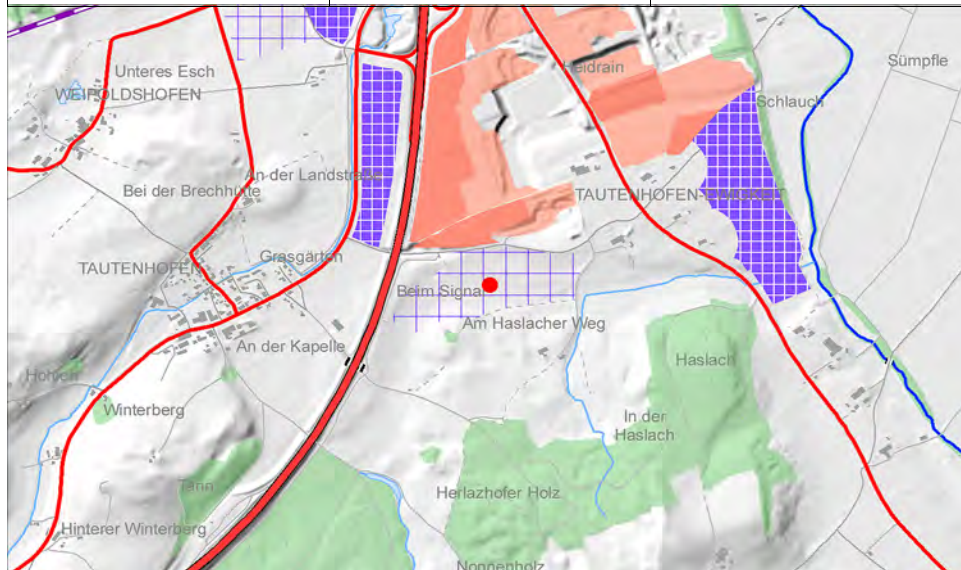 Sümpfle
Heidrain
Unteres Esch
WEIPOLDSHOFEN
Schlauch
An der Landstraße
Bei der Brechhütte
TAUTENHOFEN
Grasgärten
TAUTENHOFEN
Beim Signal
Am Haslacher Weg
An der Kapelle
Haslach
Winterberg
In der
Haslach
Tann
Herlazhofer Holz
Hinterer Winterberg
Nonnenholz